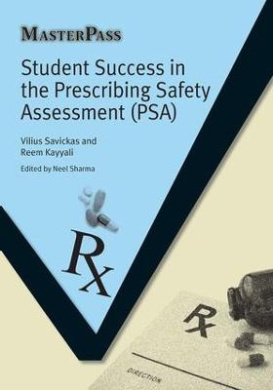 MASTERPASS
Student Success in
the Prescribing Safety
Assessment (PSA)
Vilius Savickas and
Reem Kayyali
Edited by Neel Sharma
Rx
Rx
DIRECTION